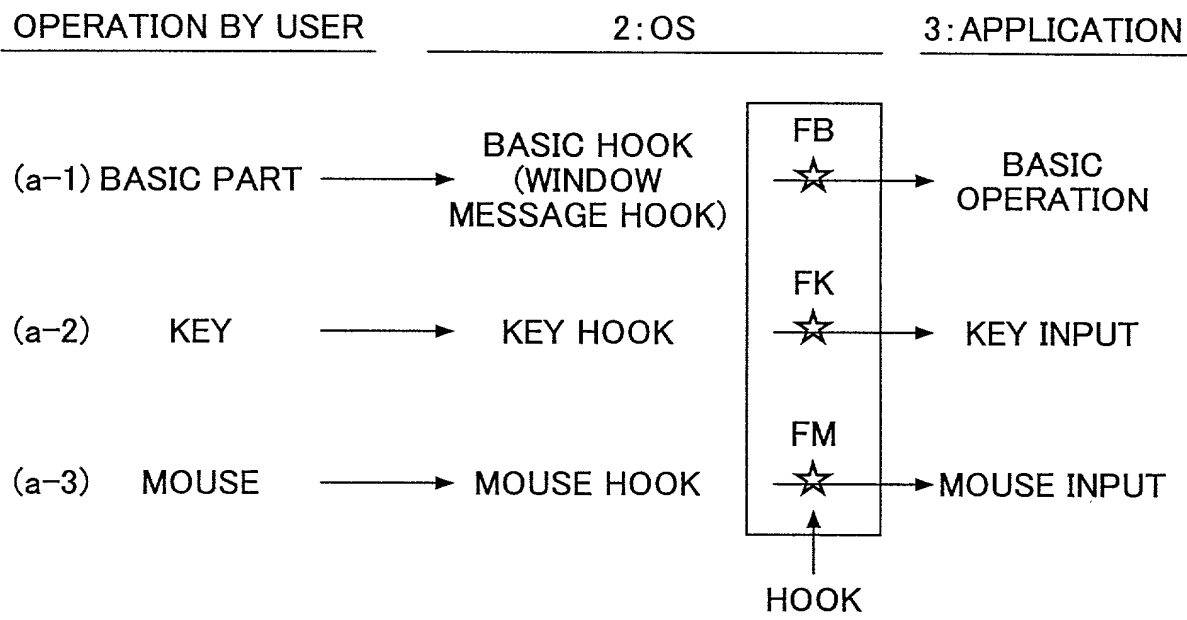 OPERATION BY USER 2:OS 3:APPLICATION
FB
(a-1) BASIC PART BASIC HOOK
(WINDOW
MESSAGE HOOK) BASIC
OPERATION
FK
(a-2) KEY KEY HOOK KEY INPUT
FM
(a-3) MOUSE MOUSE HOOK MOUSE INPUT
HOOK